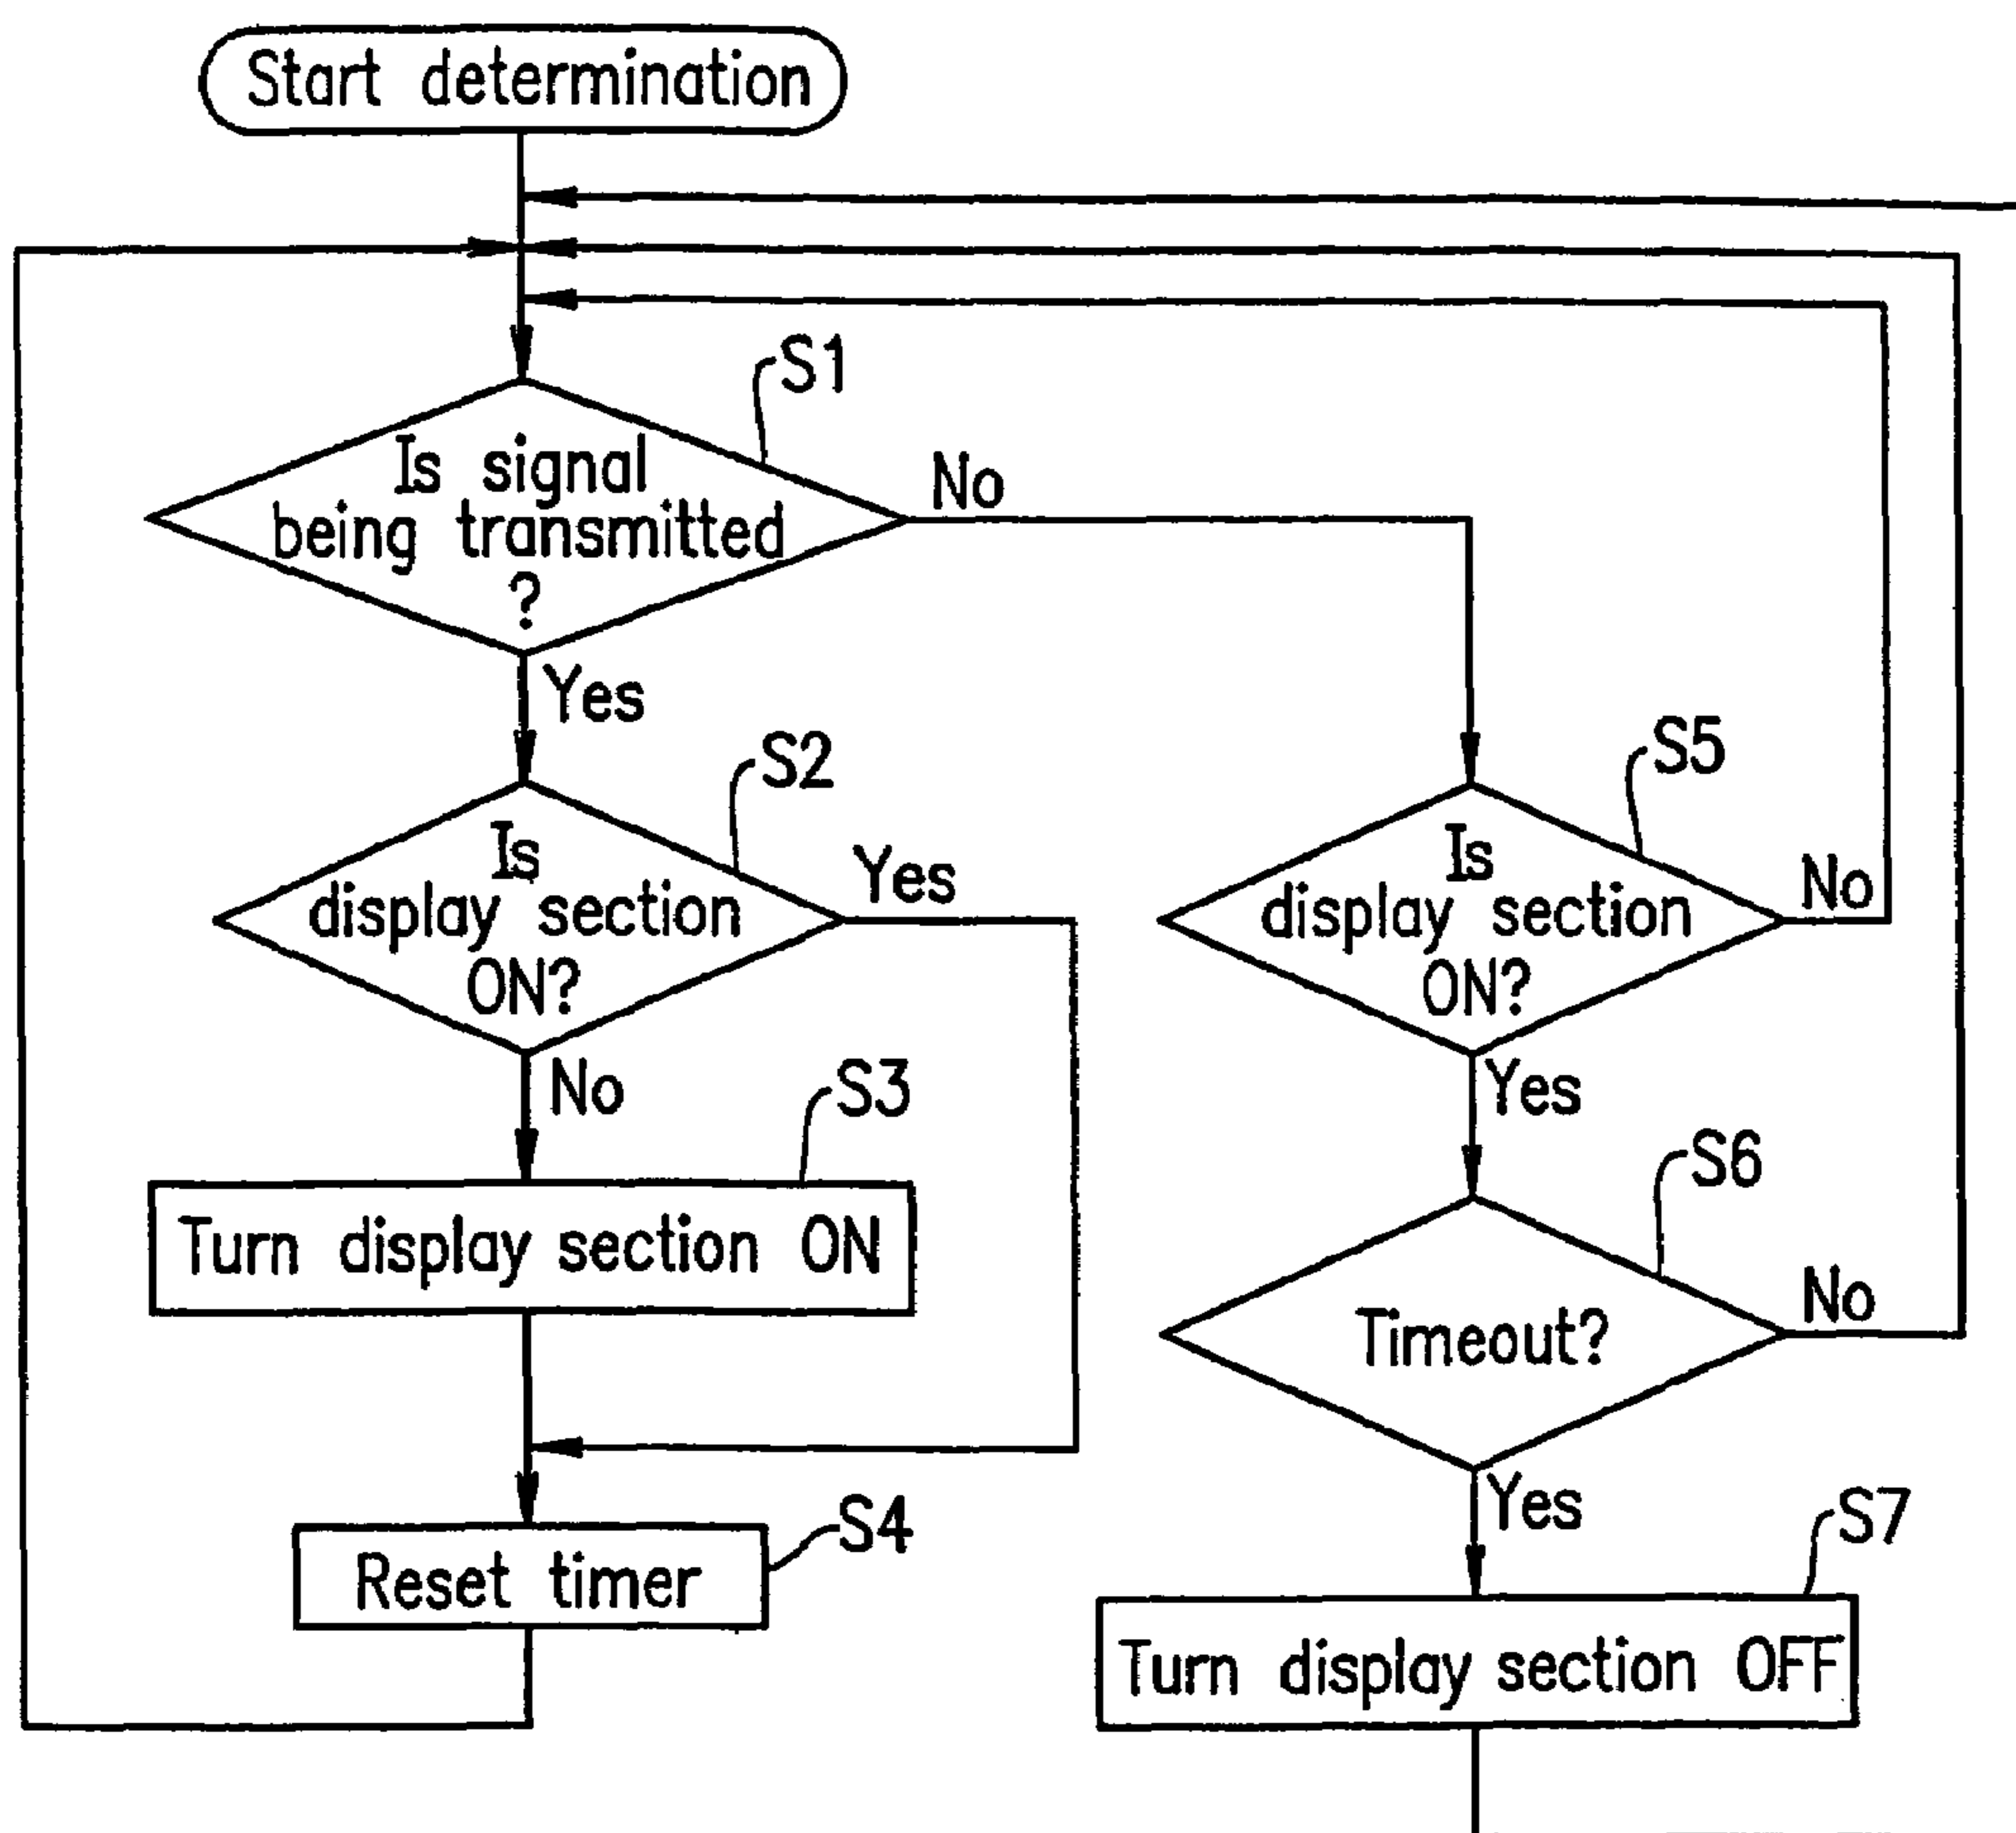 Start determination
S1
Is signal
being transmitted
?
No
Yes
S2
Is
display section
ON?
Yes
No
S3
Turn display section ON
S4
Reset timer
S5
Is
display section
ON?
No
Yes
S6
Timeout?
No
Yes
S7
Turn display section OFF